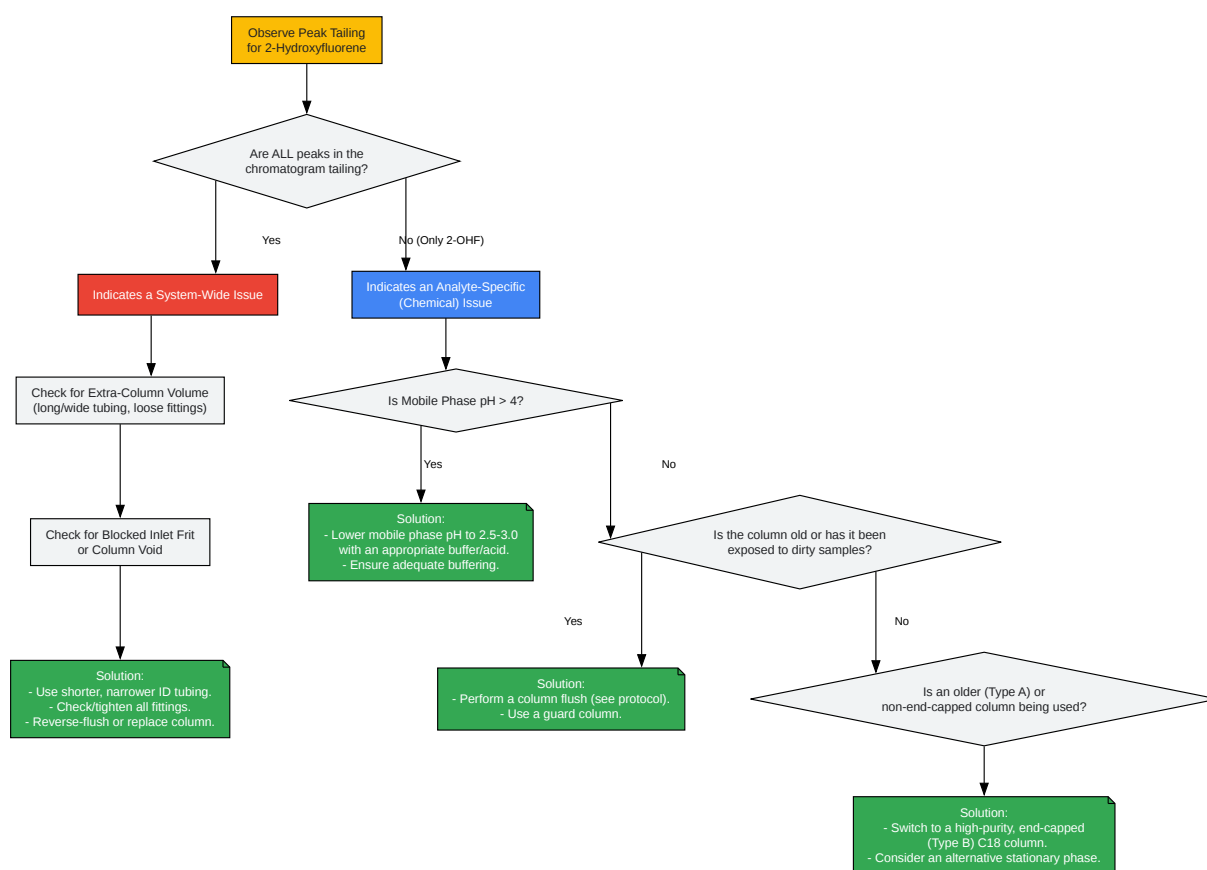 Observe Peak Tailing
for 2-Hydroxyfluorene
Are ALL peaks in the
chromatogram tailing?
Yes
No (Only 2-OHF)
Indicates a System-Wide Issue
Indicates an Analyte-Specific
(Chemical) Issue
Check for Extra-Column Volume
(long/wide tubing, loose fittings)
Is Mobile Phase pH > 4?
Yes
No
Check for Blocked Inlet Frit
or Column Void
Solution:
- Lower mobile phase pH to 2.5-3.0
with an appropriate buffer/acid.
- Ensure adequate buffering.
Is the column old or has it been
exposed to dirty samples?
Yes
No
Solution:
- Use shorter, narrower ID tubing.
- Check/tighten all fittings.
- Reverse-flush or replace column.
Solution:
- Perform a column flush (see protocol).
- Use a guard column.
Is an older (Type A) or
non-end-capped column being used?
Solution:
- Switch to a high-purity, end-capped
(Type B) C18 column.
- Consider an alternative stationary phase.